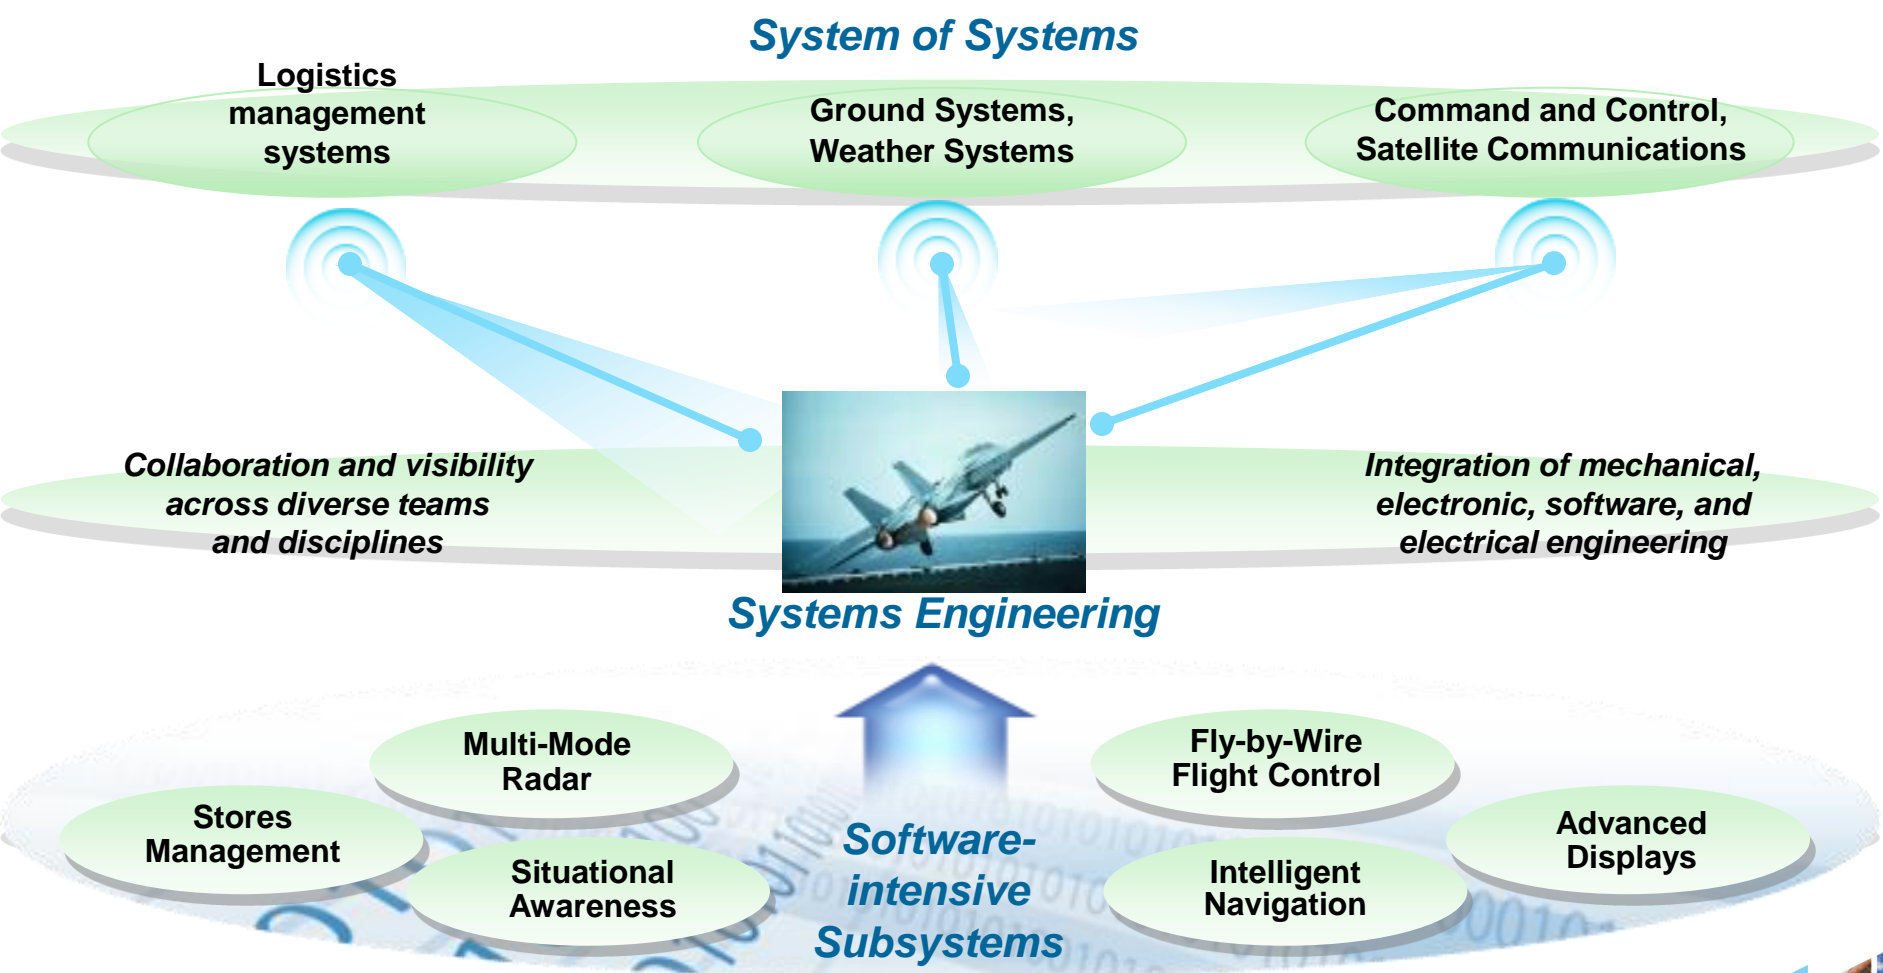 System of Systems
Logistics
management
systems
Ground Systems,
Weather Systems
Command and Control,
Satellite Communications
Collaboration and visibility
across diverse teams
and disciplines
Integration of mechanical,
electronic, software, and
electrical engineering
Systems Engineering
Multi-Mode
Radar
Fly-by-Wire
Flight Control
Stores
Management
Advanced
Displays
Situational
Awareness
Intelligent
Navigation
Software-
intensive
Subsystems